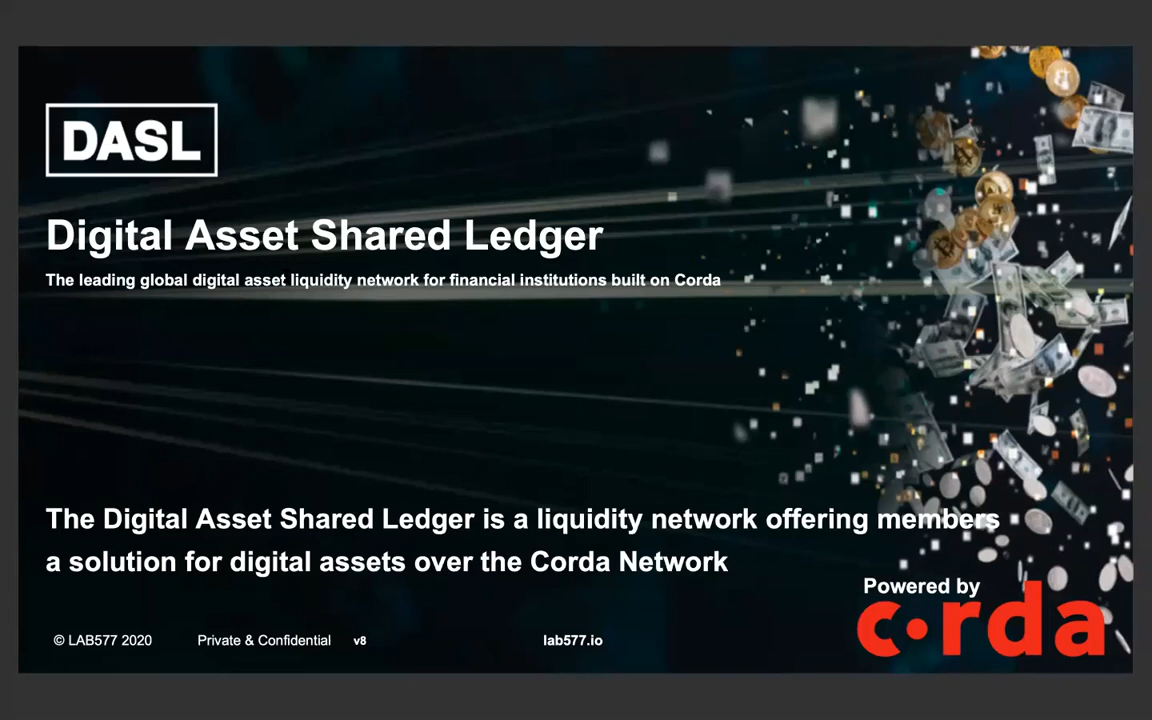 DASL
Digital Asset Shared Ledger
The leading global digital asset liquidity network for financial institutions built on Corda
The Digital Asset Shared Ledger is a liquidity network offering members
a solution for digital assets over the Corda Network
Powered by
corda
© LAB577 2020 Private & Confidential v8 lab577.io